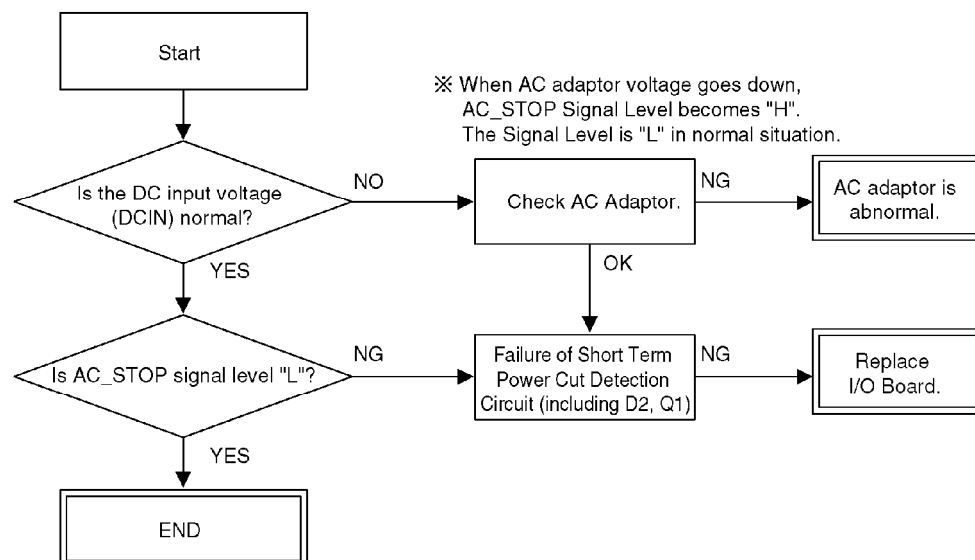 Start
※ When AC adaptor voltage goes down,
AC_STOP Signal Level becomes "H".
The Signal Level is "L" in normal situation.
Is the DC input voltage
(DCIN) normal?
NO
Check AC Adaptor.
NG
AC adaptor is
abnormal.
YES
OK
Is AC_STOP signal level "L"?
NG
Failure of Short Term
Power Cut Detection
Circuit (including D2, Q1)
NG
Replace
I/O Board.
YES
END